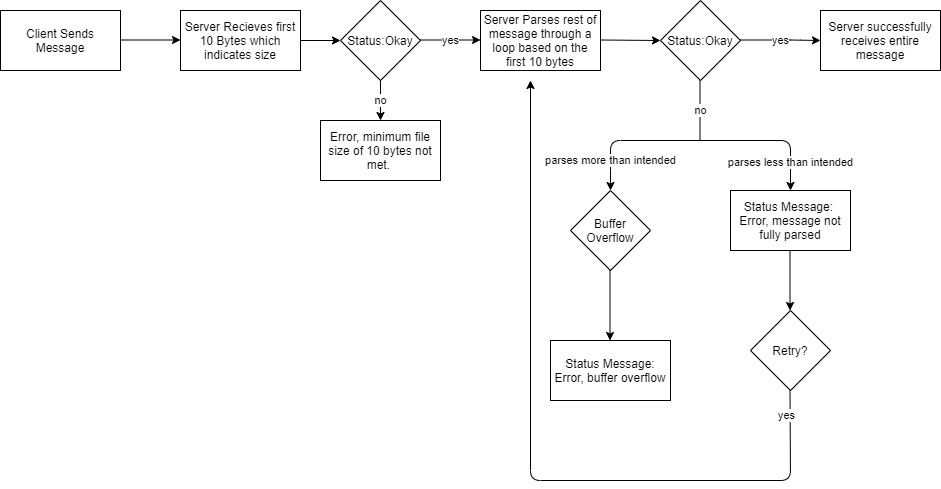 Client Sends
Message
Server Recieves first
10 Bytes which
indicates size
Status:Okay
yes
no
Error, minimum file
size of 10 bytes not
met.
Server Parses rest of
message through a
loop based on the
first 10 bytes
Status:Okay
yes
Server successfully
receives entire
message
no
parses more than intended
parses less than intended
Buffer
Overflow
Status Message:
Error, buffer overflow
Status Message:
Error, message not
fully parsed
Retry?
yes